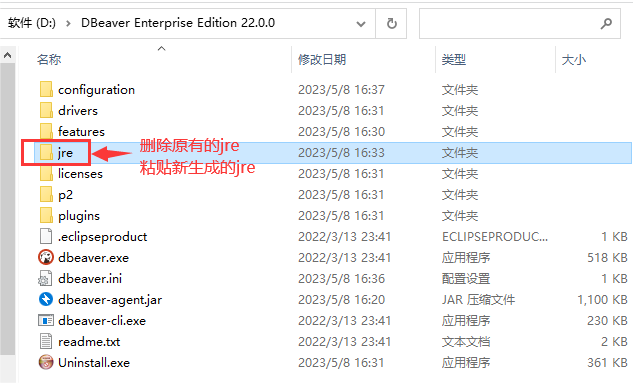 软件 (D:) > DBeaver Enterprise Edition 22.0.0
名称 修改日期 类型 大小
configuration 2023/5/8 16:37 文件夹
drivers 2023/5/8 16:31 文件夹
features 2023/5/8 16:30 文件夹
jre 2023/5/8 16:33 文件夹
删除原有的jre
粘贴新生成的jre
licenses 2023/5/8 16:31 文件夹
p2 2023/5/8 16:31 文件夹
plugins 2023/5/8 16:31 文件夹
.eclipseproduct 2022/3/13 23:41 ECLIPSEPRODUC... 1 KB
dbeaver.exe 2022/3/13 23:41 应用程序 518 KB
dbeaver.ini 2023/5/8 16:36 配置设置 1 KB
dbeaver-agent.jar 2023/5/8 16:20 JAR 压缩文件 1,100 KB
dbeaver-cli.exe 2022/3/13 23:41 应用程序 230 KB
readme.txt 2022/3/13 23:41 文本文档 2 KB
Uninstall.exe 2023/5/8 16:31 应用程序 361 KB